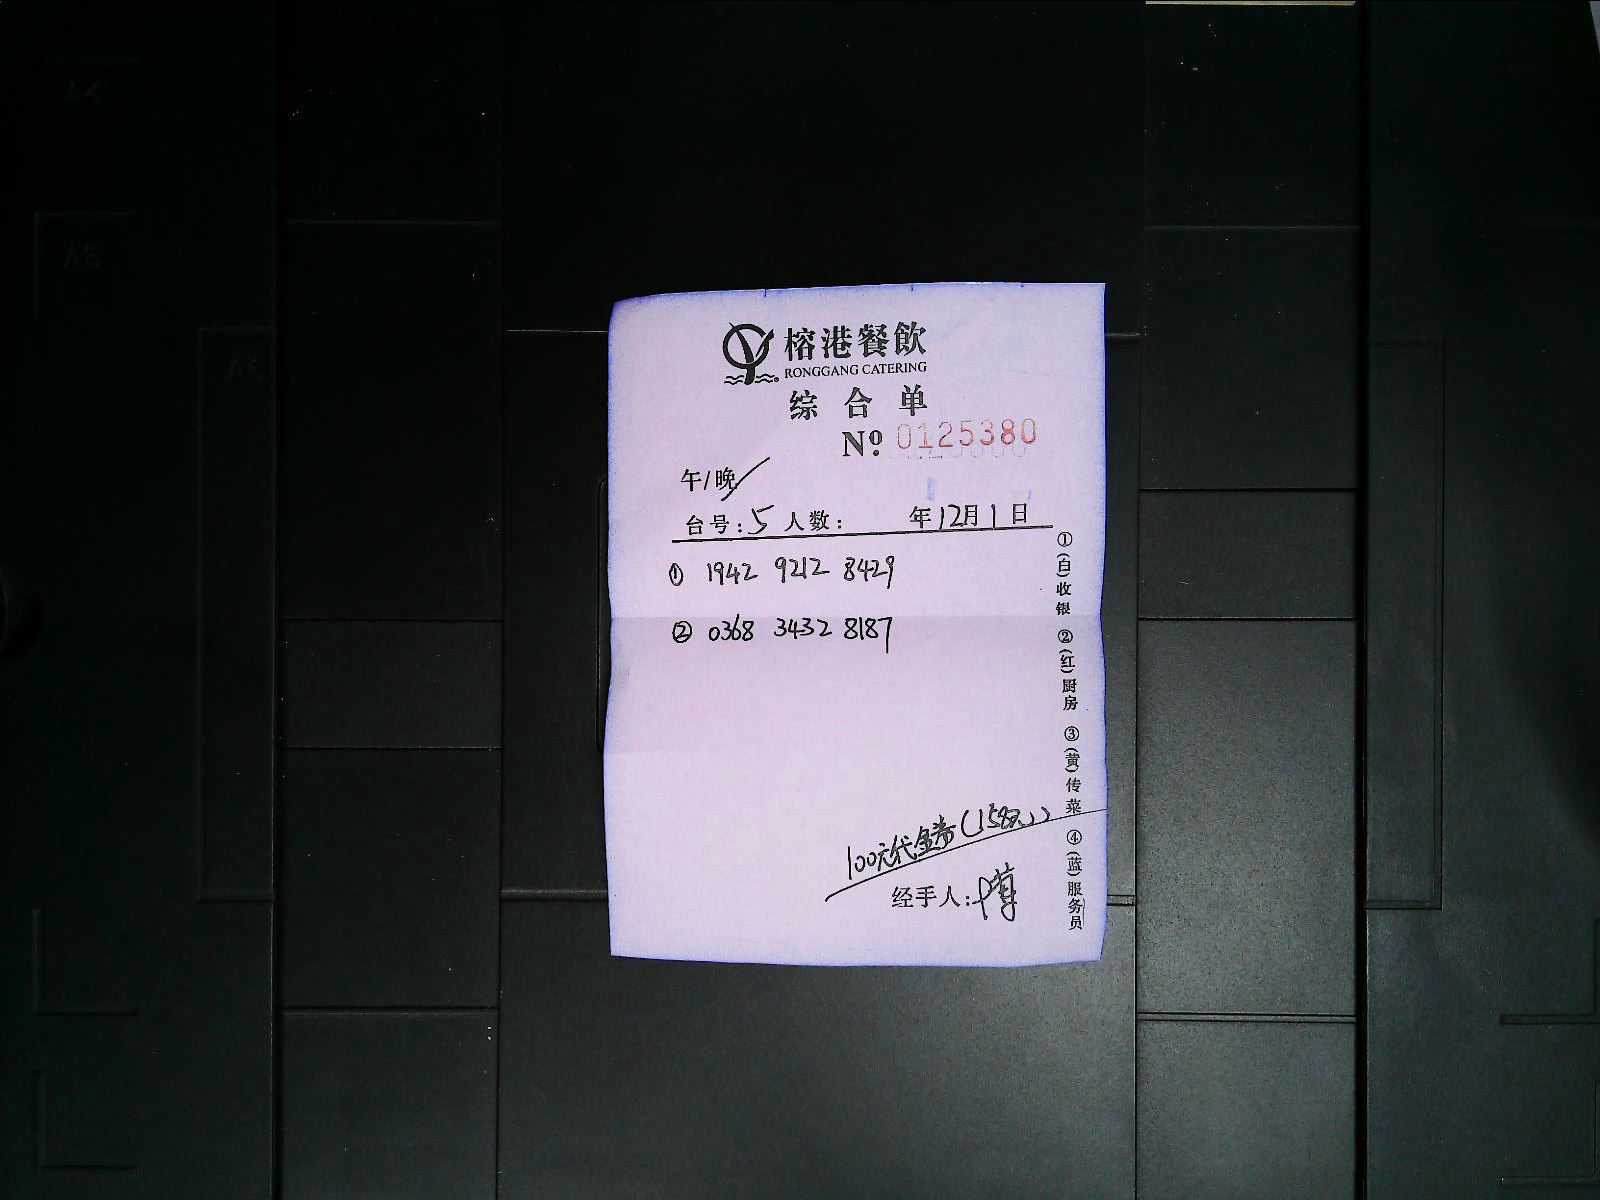 榕港餐飲
RONGGANG CATERING
综合单
Nº 0125380
午/晚
台号: 5 人数: 年12月1日
① 1942 9212 8429
② 0368 3432 8187
100元代金券
经手人:
①(白)收银 ②(红)厨房 ③(黄)传菜 ④(蓝)服务员